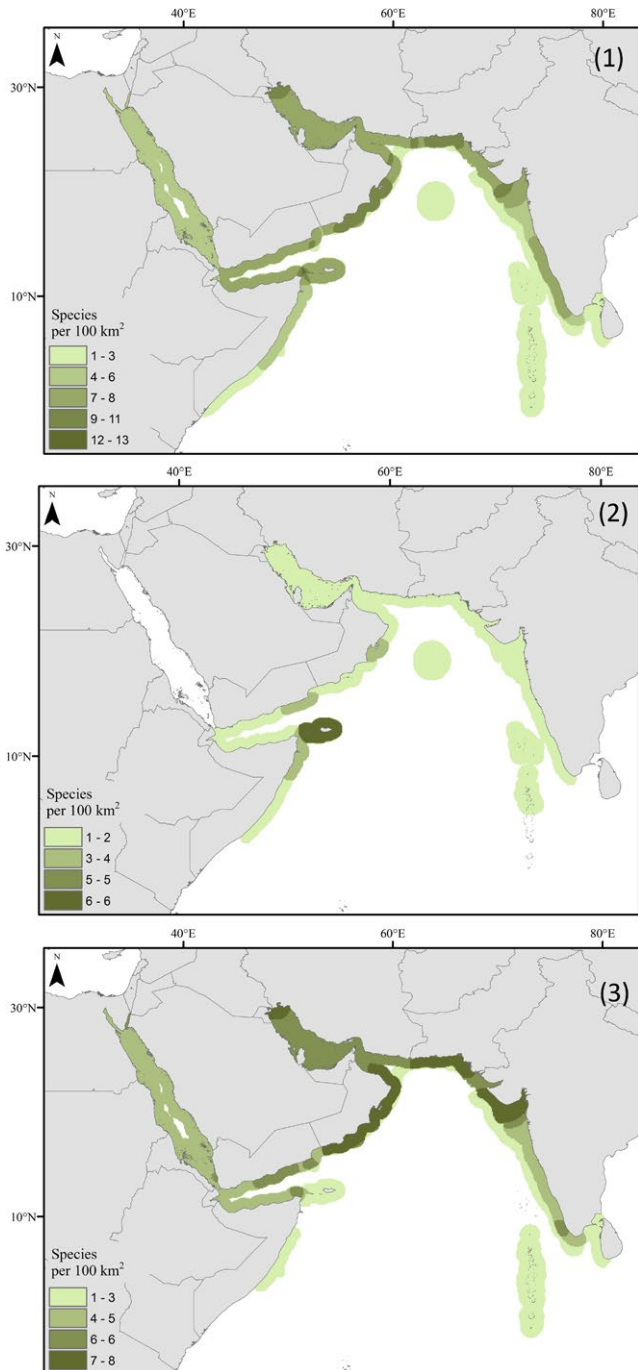 40°E 60°E 80°E
N
(1)
30°N
10°N
Species
per 100 km²
1 - 3
4 - 6
7 - 8
9 - 11
12 - 13
40°E 60°E 80°E
N
(2)
30°N
10°N
Species
per 100 km²
1 - 2
3 - 4
5 - 5
6 - 6
40°E 60°E 80°E
N
(3)
30°N
10°N
Species
per 100 km²
1 - 3
4 - 5
6 - 6
7 - 8